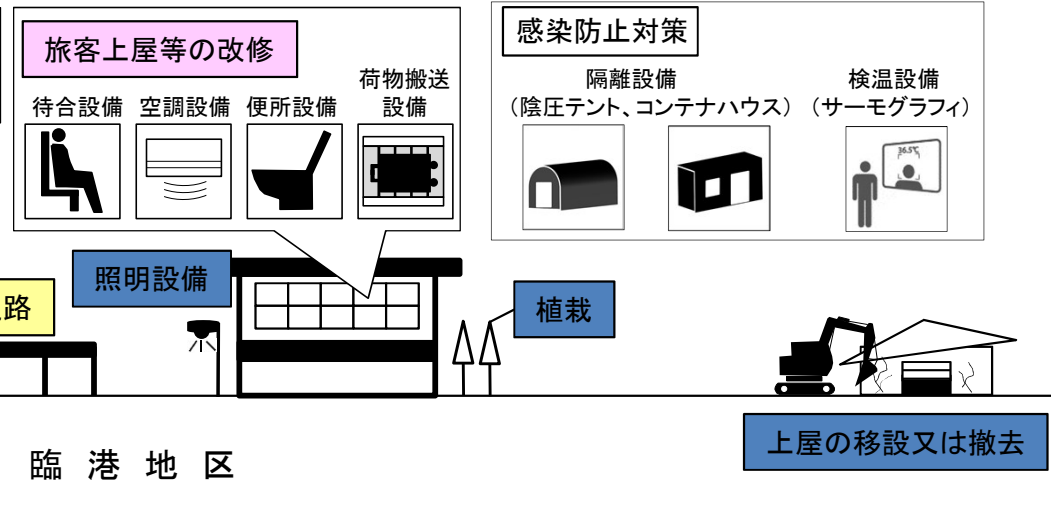 旅客上屋等の改修
待合設備
空調設備
便所設備
荷物搬送
設備
感染防止対策
隔離設備
（陰圧テント、コンテナハウス）
検温設備
（サーモグラフィ）
36.5℃
照明設備
路
植栽
上屋の移設又は撤去
臨港地区